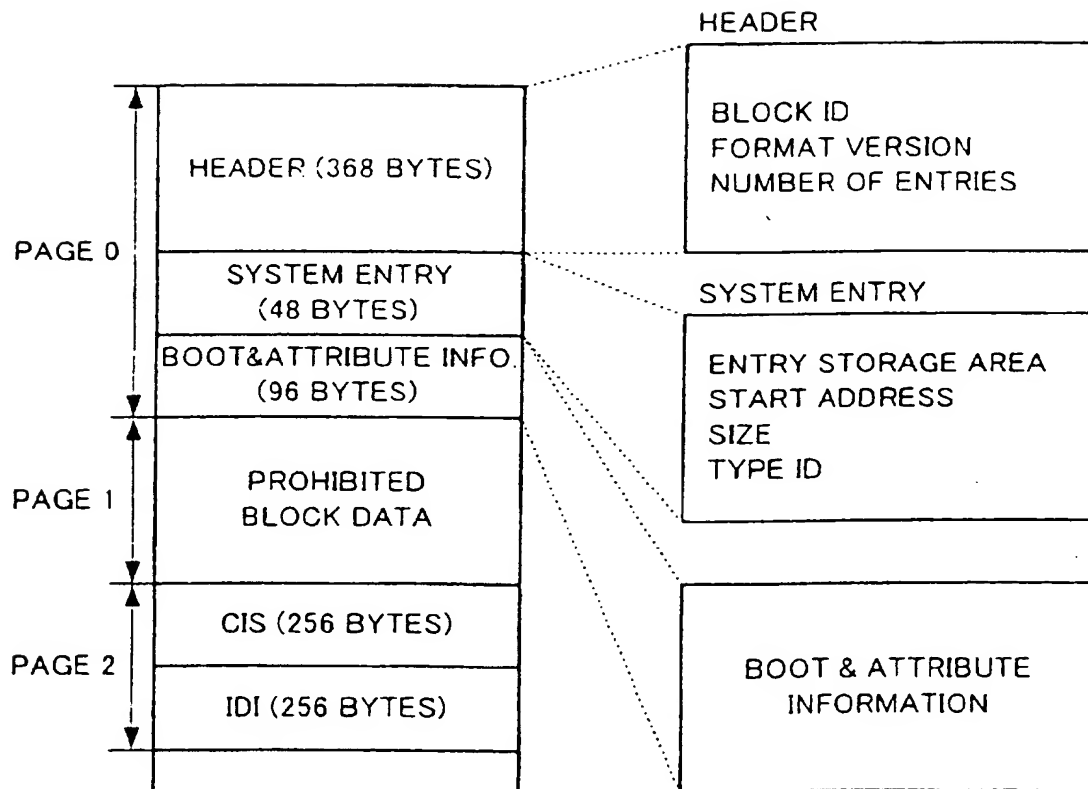 HEADER
BLOCK ID
FORMAT VERSION
NUMBER OF ENTRIES
HEADER (368 BYTES)
PAGE 0
SYSTEM ENTRY
(48 BYTES)
BOOT&ATTRIBUTE INFO.
(96 BYTES)
SYSTEM ENTRY
ENTRY STORAGE AREA
START ADDRESS
SIZE
TYPE ID
PAGE 1
PROHIBITED
BLOCK DATA
PAGE 2
CIS (256 BYTES)
IDI (256 BYTES)
BOOT & ATTRIBUTE
INFORMATION